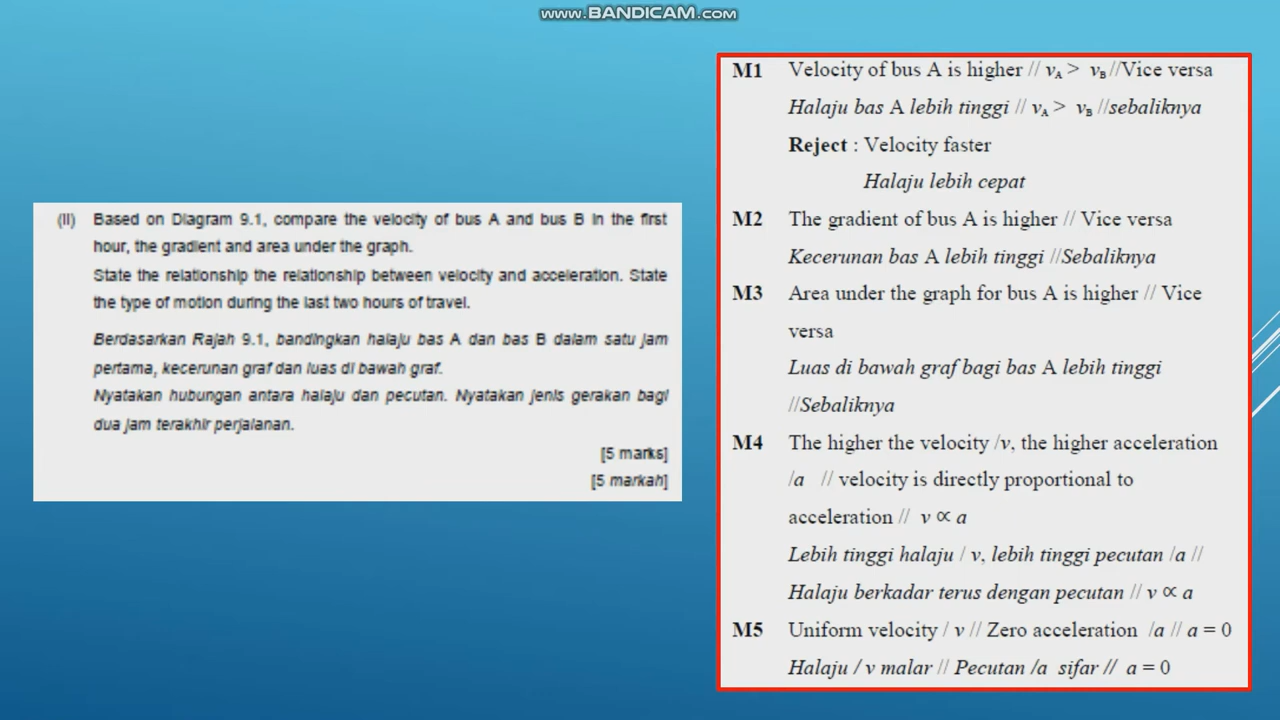 www.BANDICAM.com
(II) Based on Diagram 9.1, compare the velocity of bus A and bus B in the first
hour, the gradient and area under the graph.
State the relationship the relationship between velocity and acceleration. State
the type of motion during the last two hours of travel.
Berdasarkan Rajah 9.1, bandingkan halaju bas A dan bas B dalam satu jam
pertama, kecerunan graf dan luas di bawah graf.
Nyatakan hubungan antara halaju dan pecutan. Nyatakan jenis gerakan bagi
dua jam terakhir perjalanan.
[5 marks]
[5 markah]
M1 Velocity of bus A is higher // vA > vB //Vice versa
Halaju bas A lebih tinggi // vA > vB //sebaliknya
Reject : Velocity faster
Halaju lebih cepat
M2 The gradient of bus A is higher // Vice versa
Kecerunan bas A lebih tinggi //Sebaliknya
M3 Area under the graph for bus A is higher // Vice
versa
Luas di bawah graf bagi bas A lebih tinggi
//Sebaliknya
M4 The higher the velocity /v, the higher acceleration
/a // velocity is directly proportional to
acceleration // v ∝ a
Lebih tinggi halaju / v, lebih tinggi pecutan /a //
Halaju berkadar terus dengan pecutan // v ∝ a
M5 Uniform velocity / v // Zero acceleration /a // a = 0
Halaju / v malar // Pecutan /a sifar // a = 0